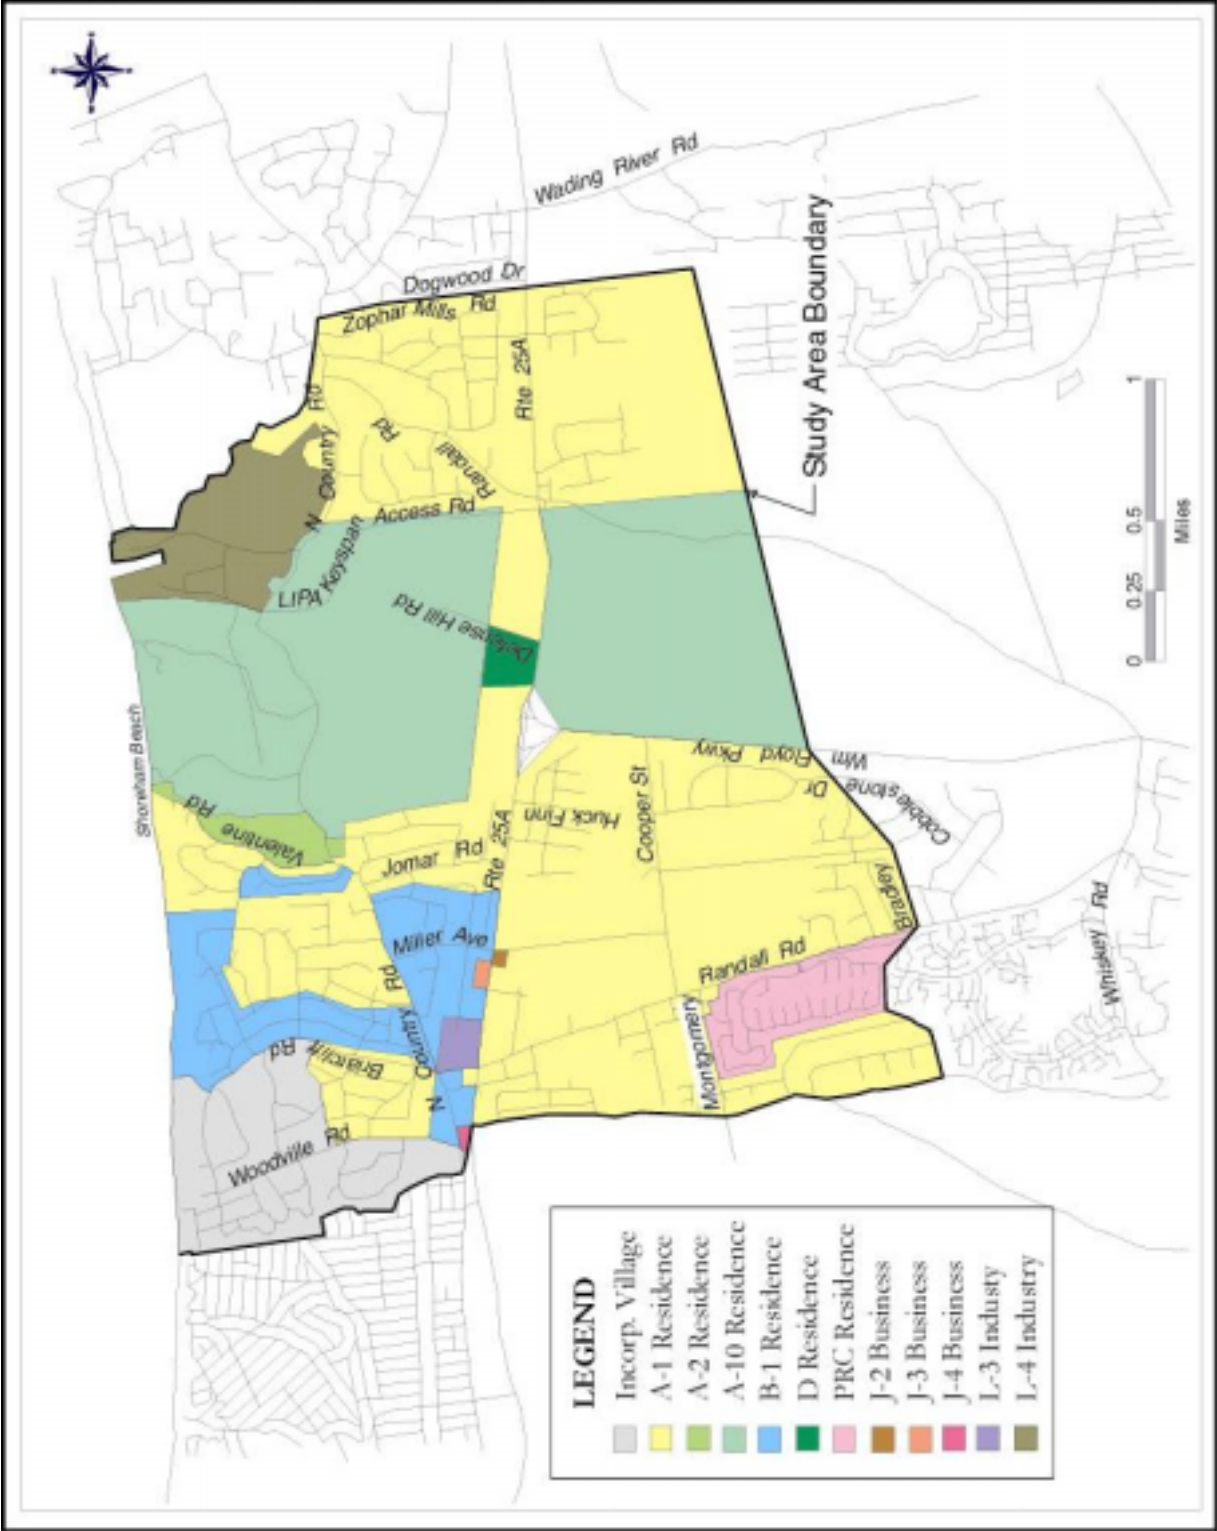 Wading River Rd
Dogwood Dr
Zophar Mills Rd
Rte 25A
N Country Rd
Randall Rd
Access Rd
LIPA Keyspan
Defense Hill Rd
Study Area Boundary
Shoreham Beach
Valentine Rd
Jomar Rd
Rte 25A
Huck Finn
Cooper St
Wm Floyd Pkwy
Cobblestone Dr
Bradley
Randall Rd
Whiskey Rd
Miller Ave
N Country Rd
Briarcliff Rd
Woodville Rd
Montgomery
0 0.25 0.5 1
Miles
LEGEND
Incorp. Village
A-1 Residence
A-2 Residence
A-10 Residence
B-1 Residence
D Residence
PRC Residence
J-2 Business
J-3 Business
J-4 Business
L-3 Industy
L-4 Industry